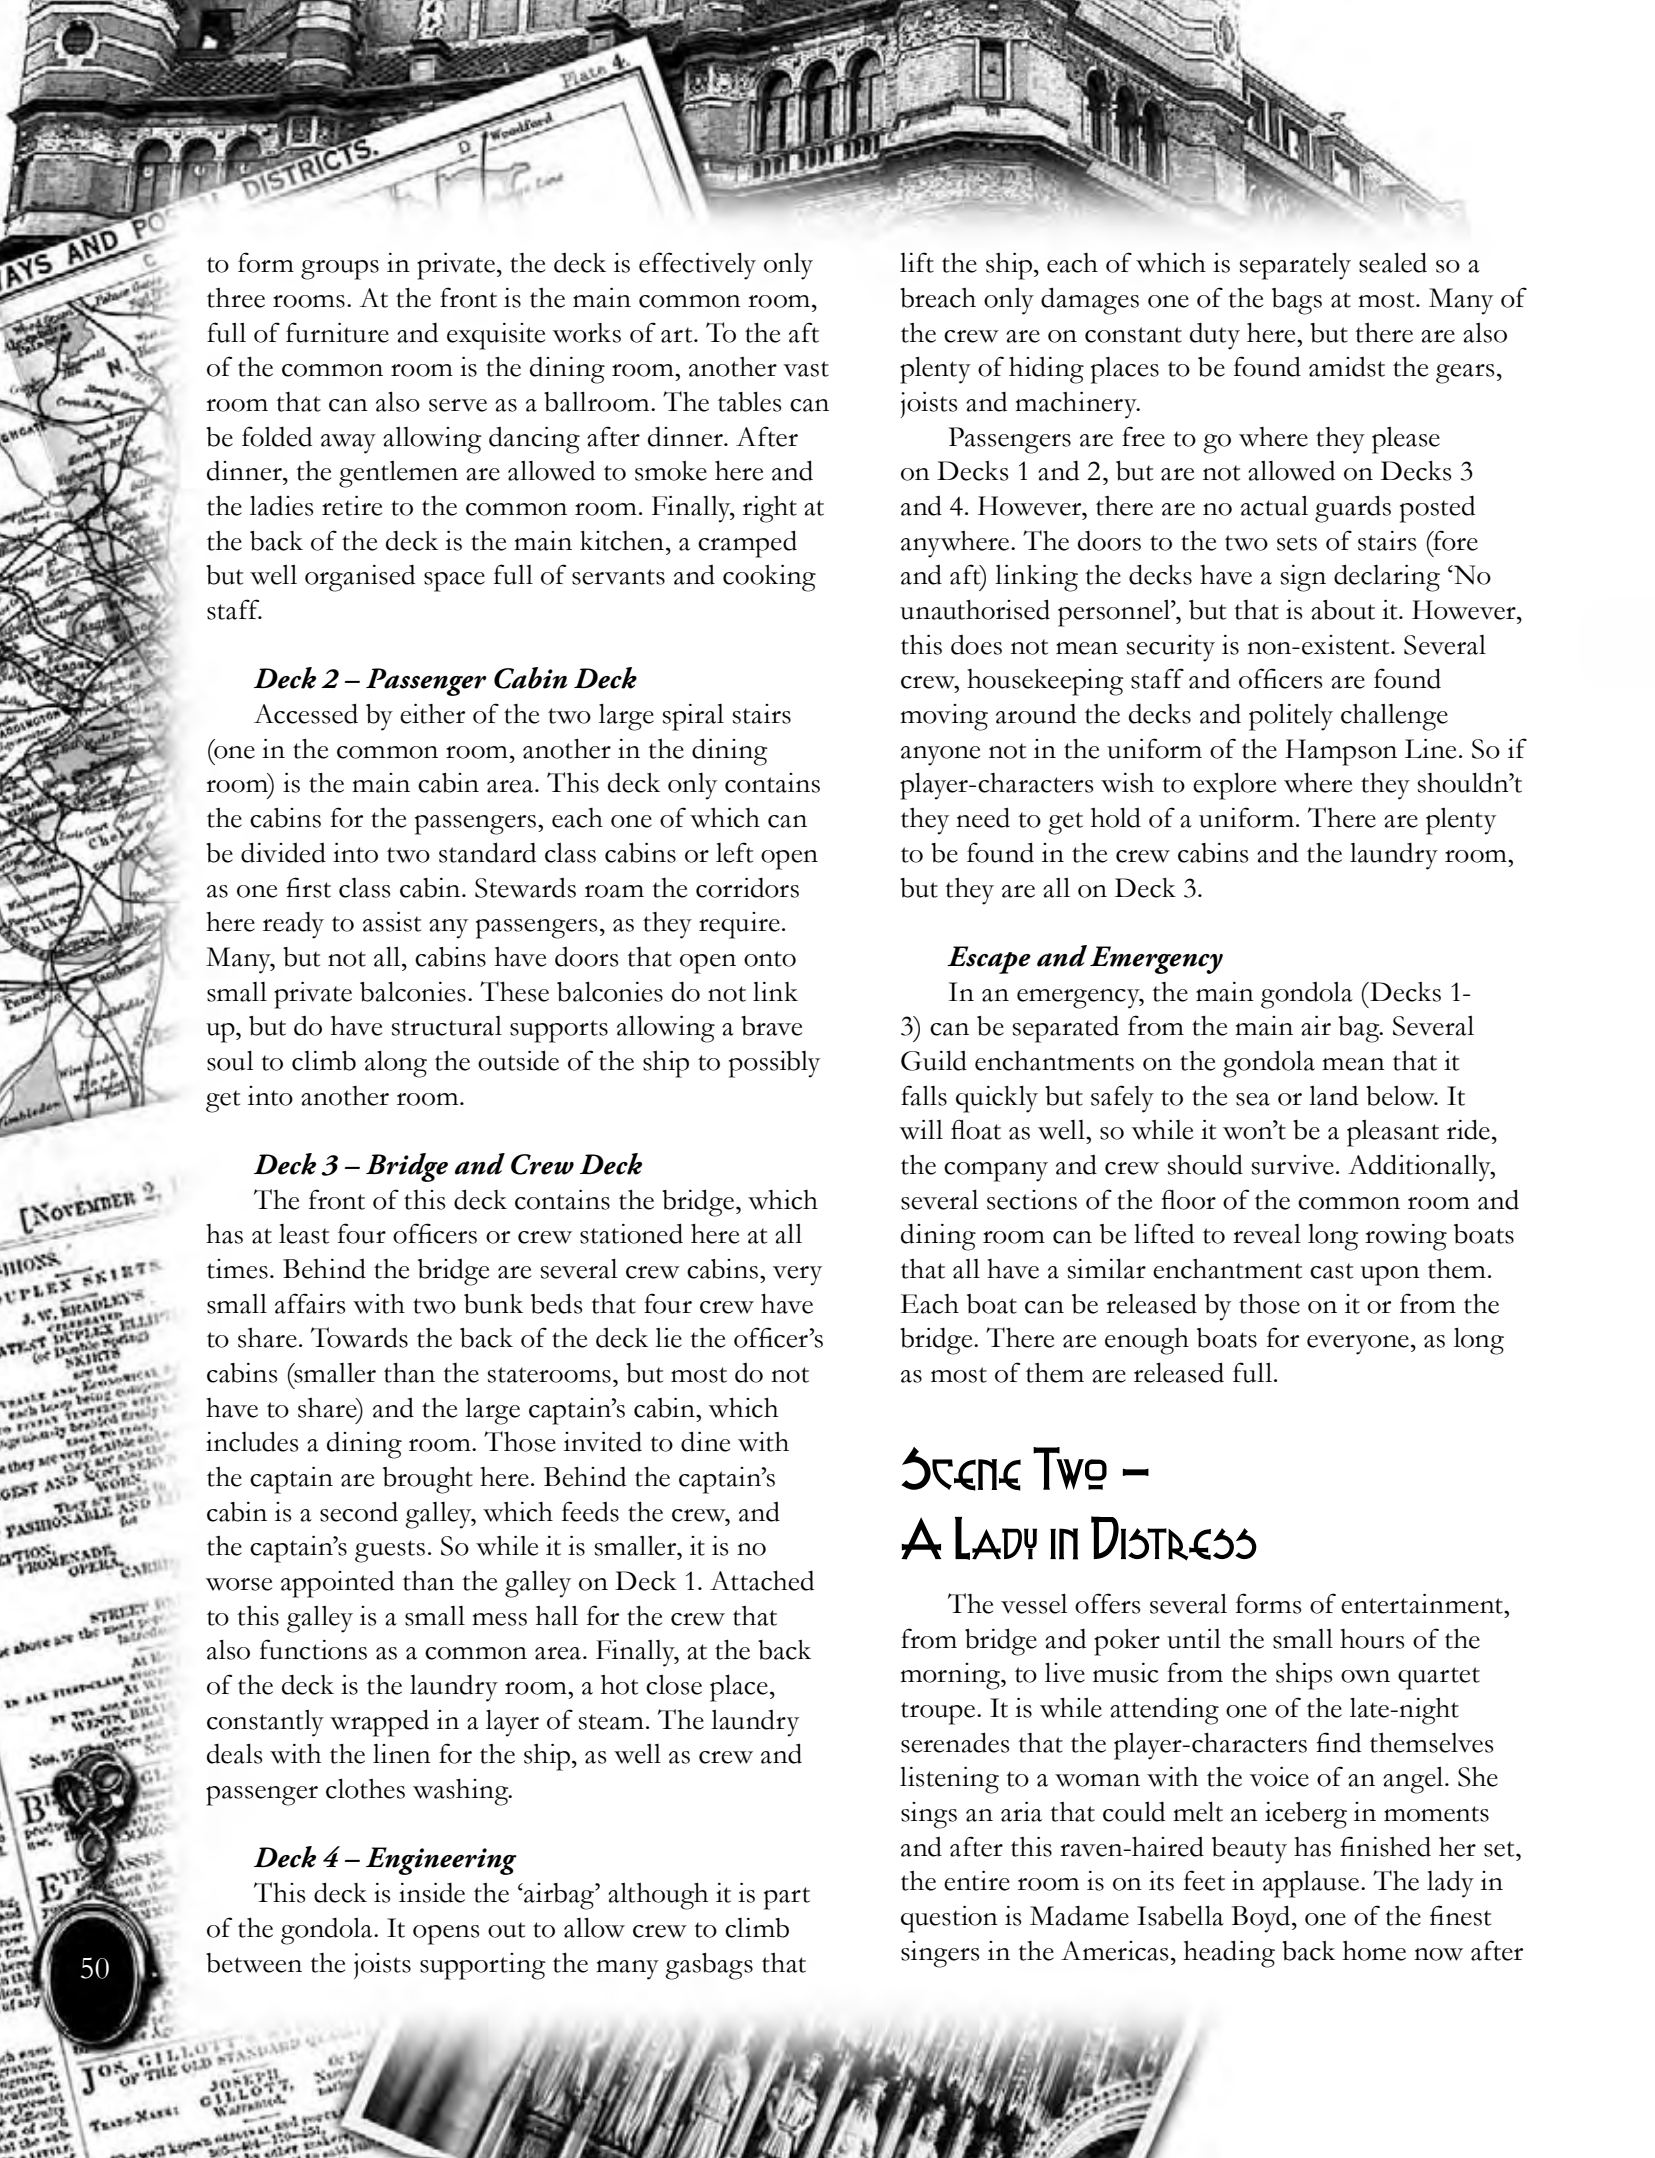 Plate 4.
D
Woodford
DISTRICTS.
AYS AND PO
C
to form groups in private, the deck is effectively only
three rooms. At the front is the main common room,
full of furniture and exquisite works of art. To the aft
of the common room is the dining room, another vast
room that can also serve as a ballroom. The tables can
be folded away allowing dancing after dinner. After
dinner, the gentlemen are allowed to smoke here and
the ladies retire to the common room. Finally, right at
the back of the deck is the main kitchen, a cramped
but well organised space full of servants and cooking
staff.
Deck 2 – Passenger Cabin Deck
Accessed by either of the two large spiral stairs
(one in the common room, another in the dining
room) is the main cabin area. This deck only contains
the cabins for the passengers, each one of which can
be divided into two standard class cabins or left open
as one first class cabin. Stewards roam the corridors
here ready to assist any passengers, as they require.
Many, but not all, cabins have doors that open onto
small private balconies. These balconies do not link
up, but do have structural supports allowing a brave
soul to climb along the outside of the ship to possibly
get into another room.
Deck 3 – Bridge and Crew Deck
The front of this deck contains the bridge, which
has at least four officers or crew stationed here at all
times. Behind the bridge are several crew cabins, very
small affairs with two bunk beds that four crew have
to share. Towards the back of the deck lie the officer's
cabins (smaller than the staterooms, but most do not
have to share) and the large captain's cabin, which
includes a dining room. Those invited to dine with
the captain are brought here. Behind the captain's
cabin is a second galley, which feeds the crew, and
the captain's guests. So while it is smaller, it is no
worse appointed than the galley on Deck 1. Attached
to this galley is a small mess hall for the crew that
also functions as a common area. Finally, at the back
of the deck is the laundry room, a hot close place,
constantly wrapped in a layer of steam. The laundry
deals with the linen for the ship, as well as crew and
passenger clothes washing.
Deck 4 – Engineering
This deck is inside the 'airbag' although it is part
of the gondola. It opens out to allow crew to climb
between the joists supporting the many gasbags that
lift the ship, each of which is separately sealed so a
breach only damages one of the bags at most. Many of
the crew are on constant duty here, but there are also
plenty of hiding places to be found amidst the gears,
joists and machinery.
Passengers are free to go where they please
on Decks 1 and 2, but are not allowed on Decks 3
and 4. However, there are no actual guards posted
anywhere. The doors to the two sets of stairs (fore
and aft) linking the decks have a sign declaring 'No
unauthorised personnel', but that is about it. However,
this does not mean security is non-existent. Several
crew, housekeeping staff and officers are found
moving around the decks and politely challenge
anyone not in the uniform of the Hampson Line. So if
player-characters wish to explore where they shouldn't
they need to get hold of a uniform. There are plenty
to be found in the crew cabins and the laundry room,
but they are all on Deck 3.
Escape and Emergency
In an emergency, the main gondola (Decks 1-
3) can be separated from the main air bag. Several
Guild enchantments on the gondola mean that it
falls quickly but safely to the sea or land below. It
will float as well, so while it won't be a pleasant ride,
the company and crew should survive. Additionally,
several sections of the floor of the common room and
dining room can be lifted to reveal long rowing boats
that all have a similar enchantment cast upon them.
Each boat can be released by those on it or from the
bridge. There are enough boats for everyone, as long
as most of them are released full.
Scene Two –
A Lady in Distress
The vessel offers several forms of entertainment,
from bridge and poker until the small hours of the
morning, to live music from the ships own quartet
troupe. It is while attending one of the late-night
serenades that the player-characters find themselves
listening to a woman with the voice of an angel. She
sings an aria that could melt an iceberg in moments
and after this raven-haired beauty has finished her set,
the entire room is on its feet in applause. The lady in
question is Madame Isabella Boyd, one of the finest
singers in the Americas, heading back home now after
[NOVEMBER 2,
J. W. BRADLEY'S
SKIRTS
FASHIONABLE AND
PROMENADE,
OPERA,
50
JOS. GILLOTT
OF THE OLD STANDARD
JOSEPH
GILLOTT,
Warranted,
TRADE-MARK: